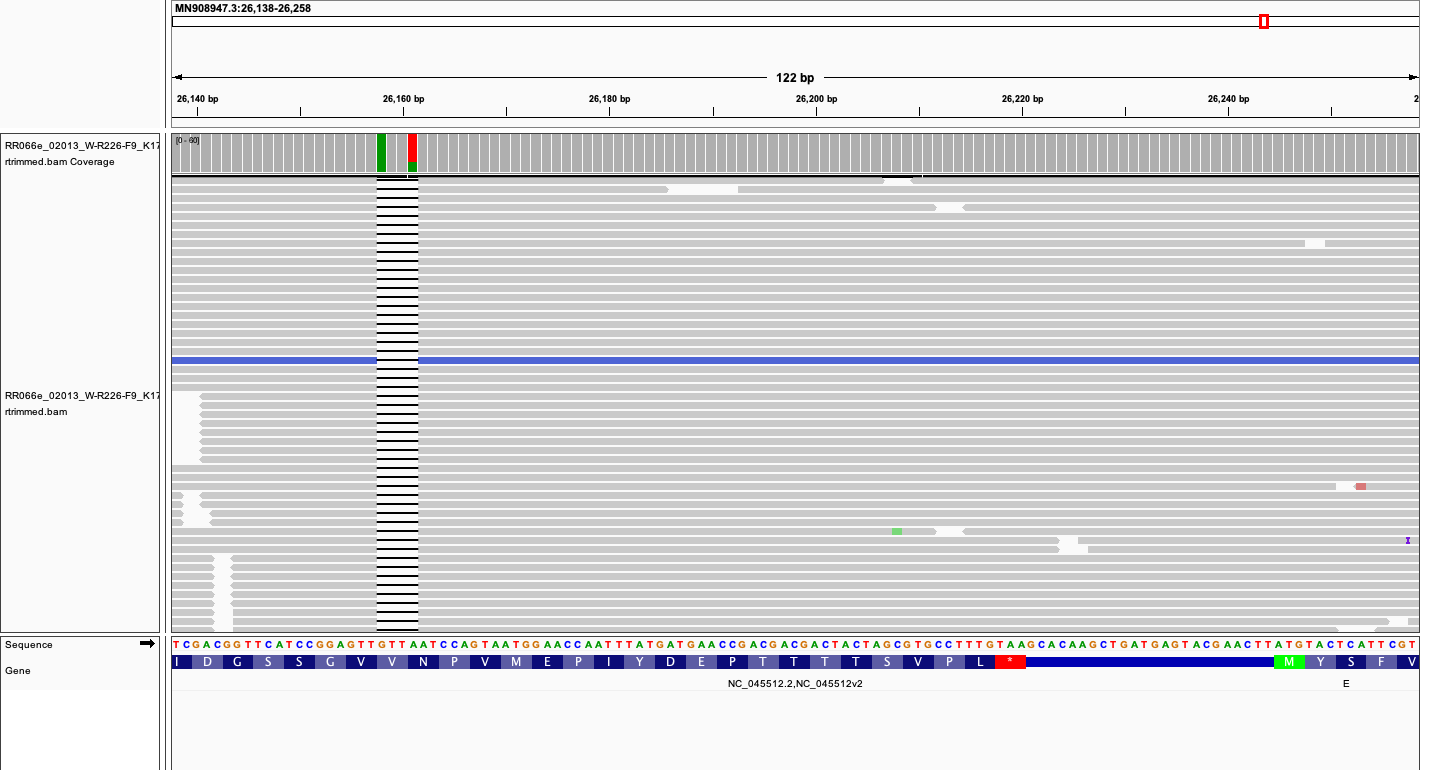 MN908947.3:26,138-26,258
122 bp
26,140 bp 26,160 bp 26,180 bp 26,200 bp 26,220 bp 26,240 bp 2
RR066e_02013_W-R226-F9_K17
rtrimmed.bam Coverage
[0 - 60]
RR066e_02013_W-R226-F9_K17
rtrimmed.bam
Sequence
TCGACGGTTCATCCGGAGTTGTTAATCCAGTAATGGAACCAATTTATGATGAACCGACGACGACTACTAGCGTGCCTTTGTAAGCACAAGCTGATGAGTACGAACTTATGTACTCATTCGT
Gene
I D G S S G V V N P V M E P I Y D E P T T T T S V P L * M Y S F V
NC_045512.2,NC_045512v2 E